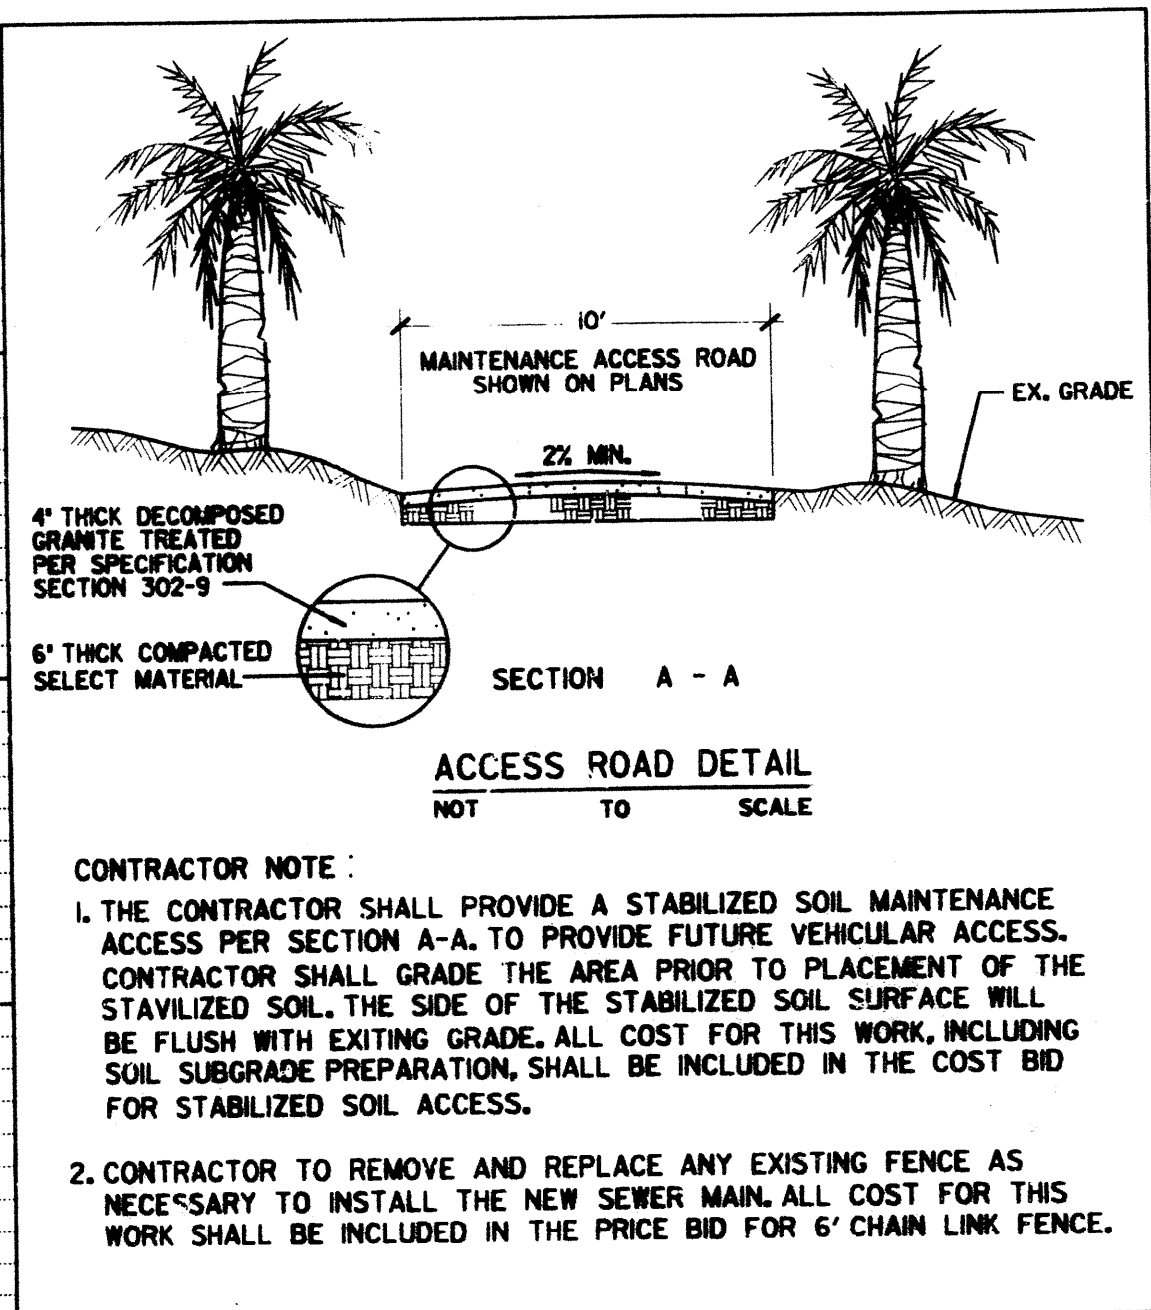 10'
MAINTENANCE ACCESS ROAD
SHOWN ON PLANS
EX. GRADE
2% MIN.
4" THICK DECOMPOSED
GRANITE TREATED
PER SPECIFICATION
SECTION 302-9
6" THICK COMPACTED
SELECT MATERIAL
SECTION A - A
ACCESS ROAD DETAIL
NOT TO SCALE
CONTRACTOR NOTE :
1. THE CONTRACTOR SHALL PROVIDE A STABILIZED SOIL MAINTENANCE
ACCESS PER SECTION A-A. TO PROVIDE FUTURE VEHICULAR ACCESS.
CONTRACTOR SHALL GRADE THE AREA PRIOR TO PLACEMENT OF THE
STAVILIZED SOIL. THE SIDE OF THE STABILIZED SOIL SURFACE WILL
BE FLUSH WITH EXITING GRADE. ALL COST FOR THIS WORK, INCLUDING
SOIL SUBGRADE PREPARATION, SHALL BE INCLUDED IN THE COST BID
FOR STABILIZED SOIL ACCESS.
2. CONTRACTOR TO REMOVE AND REPLACE ANY EXISTING FENCE AS
NECESSARY TO INSTALL THE NEW SEWER MAIN. ALL COST FOR THIS
WORK SHALL BE INCLUDED IN THE PRICE BID FOR 6' CHAIN LINK FENCE.